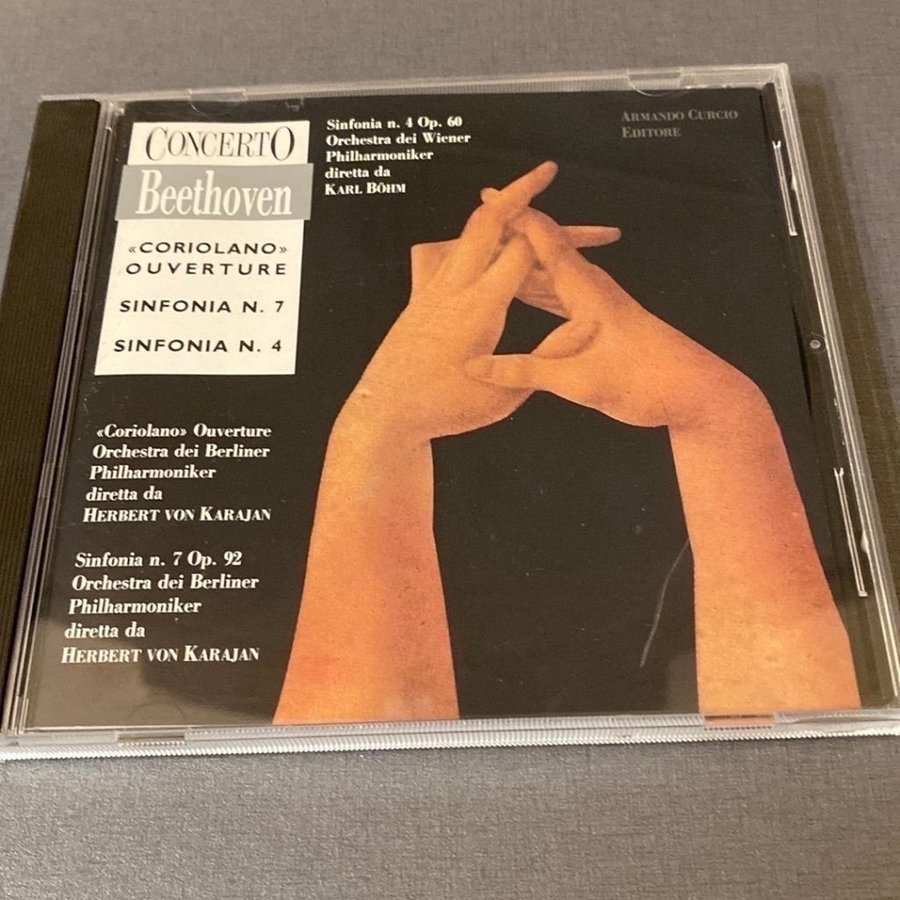 CONCERTO
Beethoven
«CORIOLANO»
OUVERTURE
SINFONIA N. 7
SINFONIA N. 4
Sinfonia n. 4 Op. 60
Orchestra dei Wiener
Philharmoniker
diretta da
KARL BÖHM
ARMANDO CURCIO
EDITORE
«Coriolano» Ouverture
Orchestra dei Berliner
Philharmoniker
diretta da
HERBERT VON KARAJAN
Sinfonia n. 7 Op. 92
Orchestra dei Berliner
Philharmoniker
diretta da
HERBERT VON KARAJAN